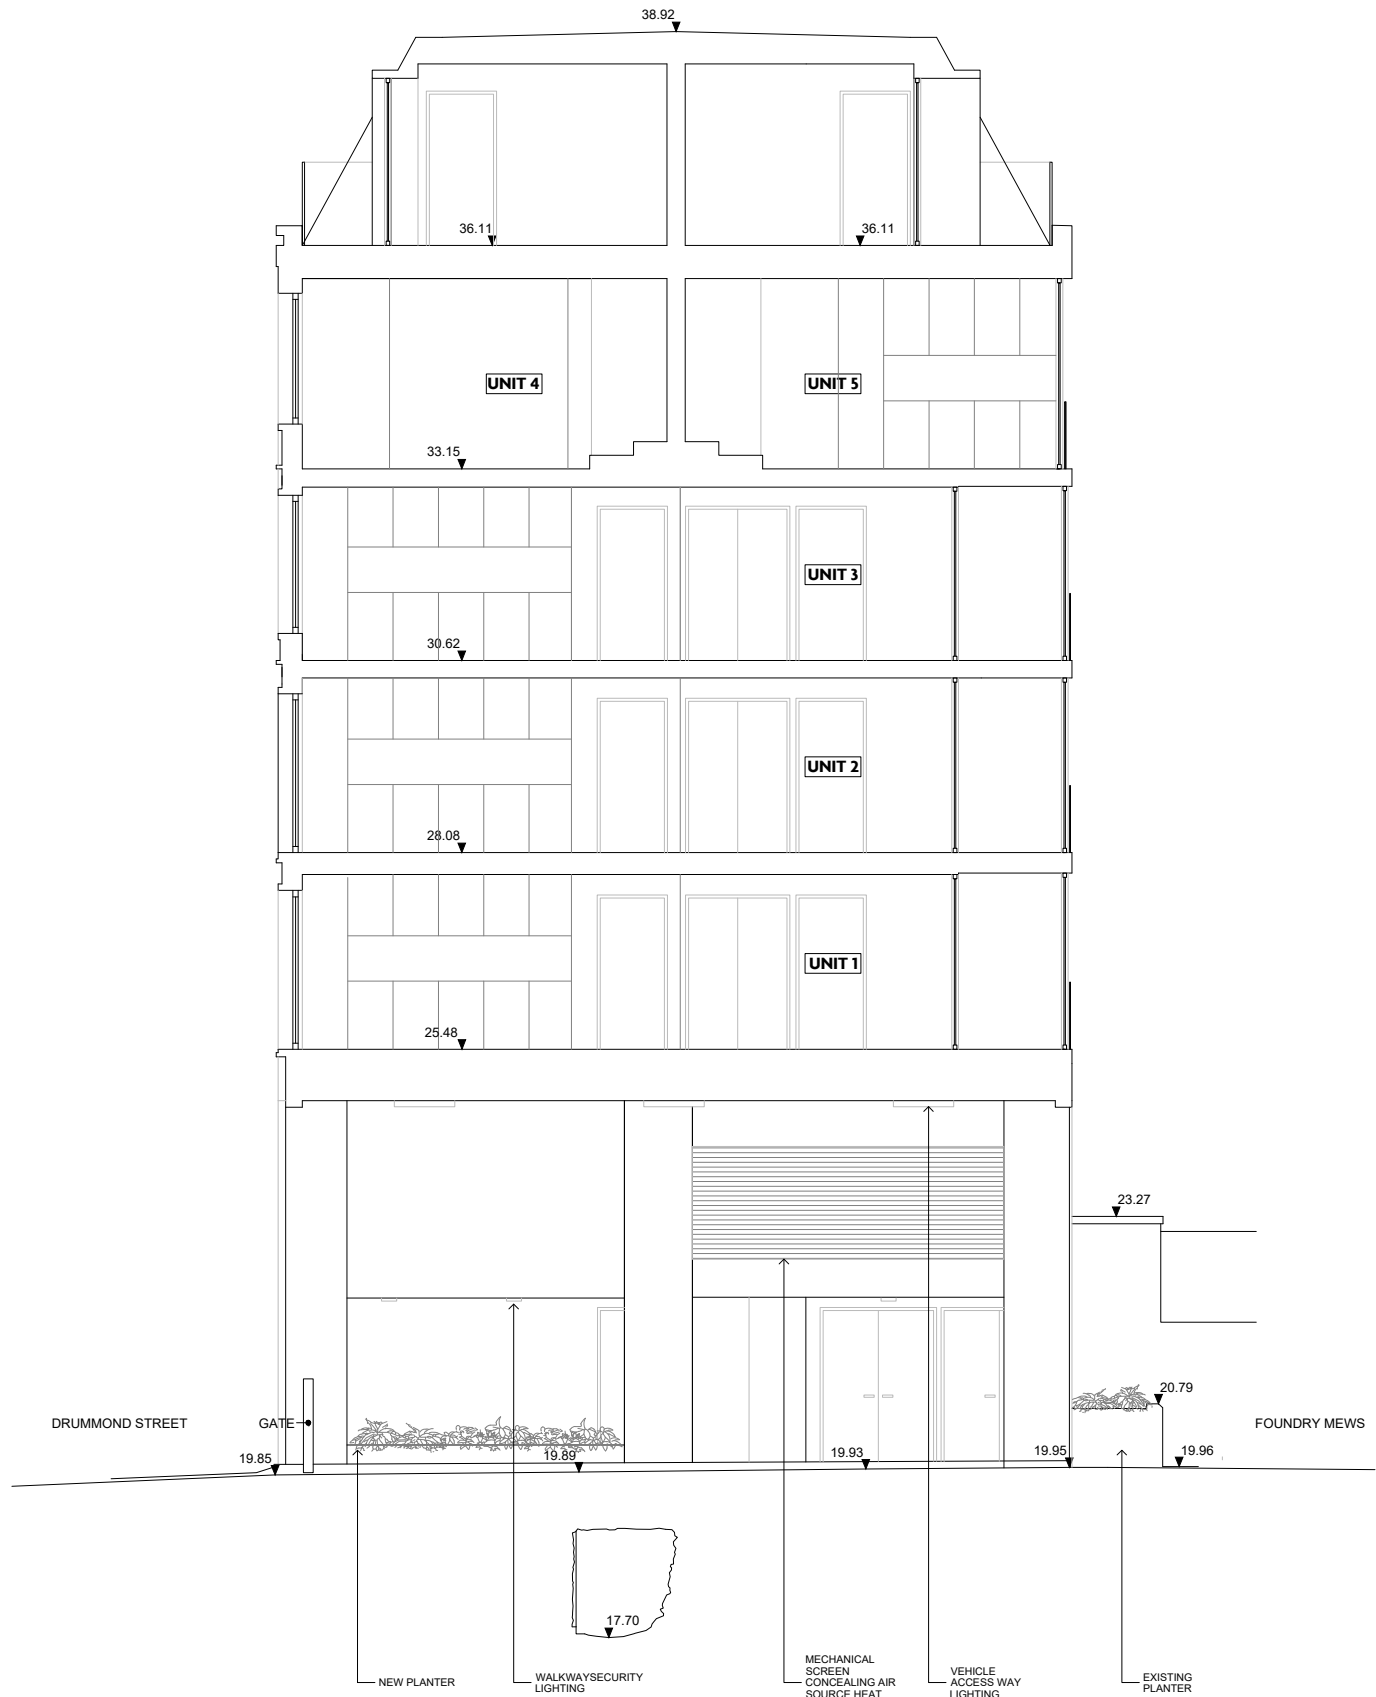 38.92
36.11
36.11
UNIT 4
UNIT 5
33.15
UNIT 3
30.62
UNIT 2
28.08
UNIT 1
25.48
23.27
20.79
DRUMMOND STREET
GATE
FOUNDRY MEWS
19.85
19.89
19.93
19.95
19.96
17.70
NEW PLANTER
WALKWAYSECURITY
LIGHTING
MECHANICAL
SCREEN
CONCEALING AIR
SOURCE HEAT
VEHICLE
ACCESS WAY
LIGHTING
EXISTING
PLANTER